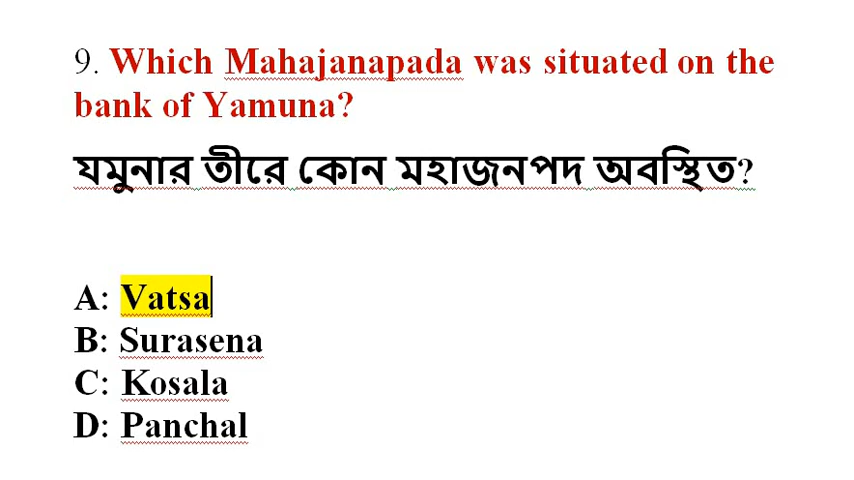 9. Which Mahajanapada was situated on the
bank of Yamuna?
যমুনার তীরে কোন মহাজনপদ অবস্থিত?
A: Vatsa
B: Surasena
C: Kosala
D: Panchal